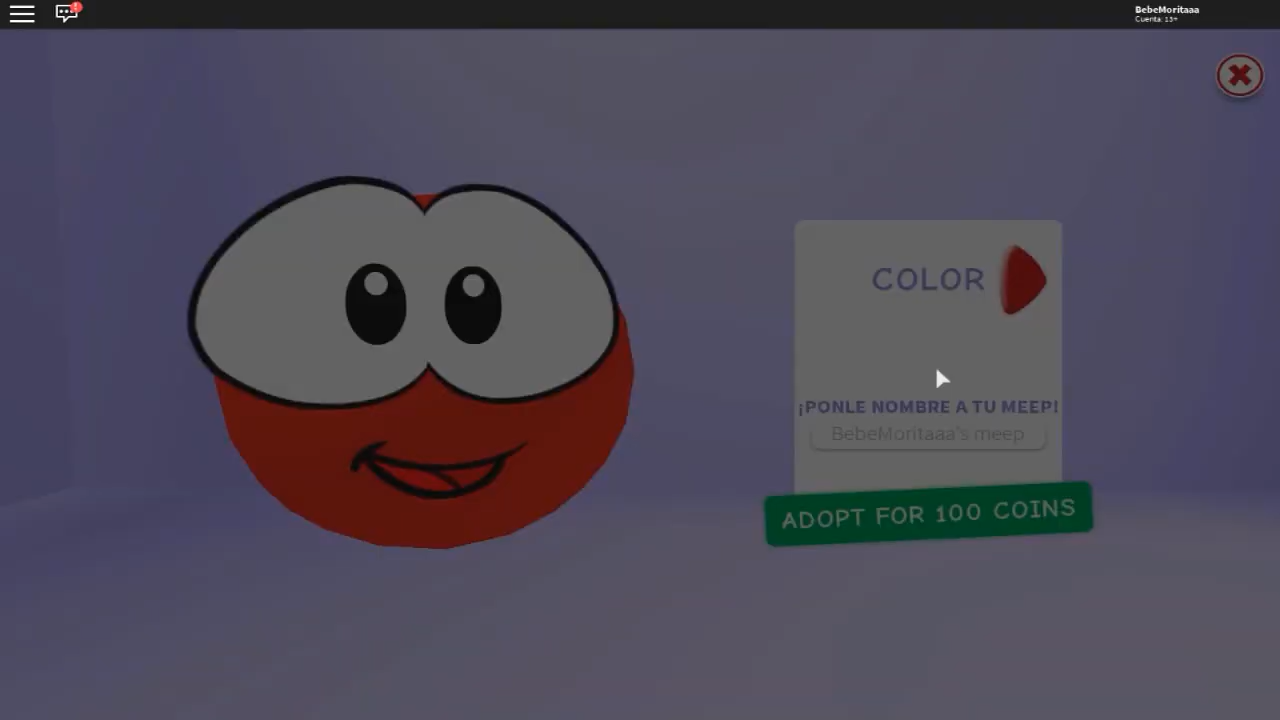 BebeMoritaaa
Cuenta: 13+
COLOR
¡PONLE NOMBRE A TU MEEP!
BebeMoritaaa's meep
ADOPT FOR 100 COINS